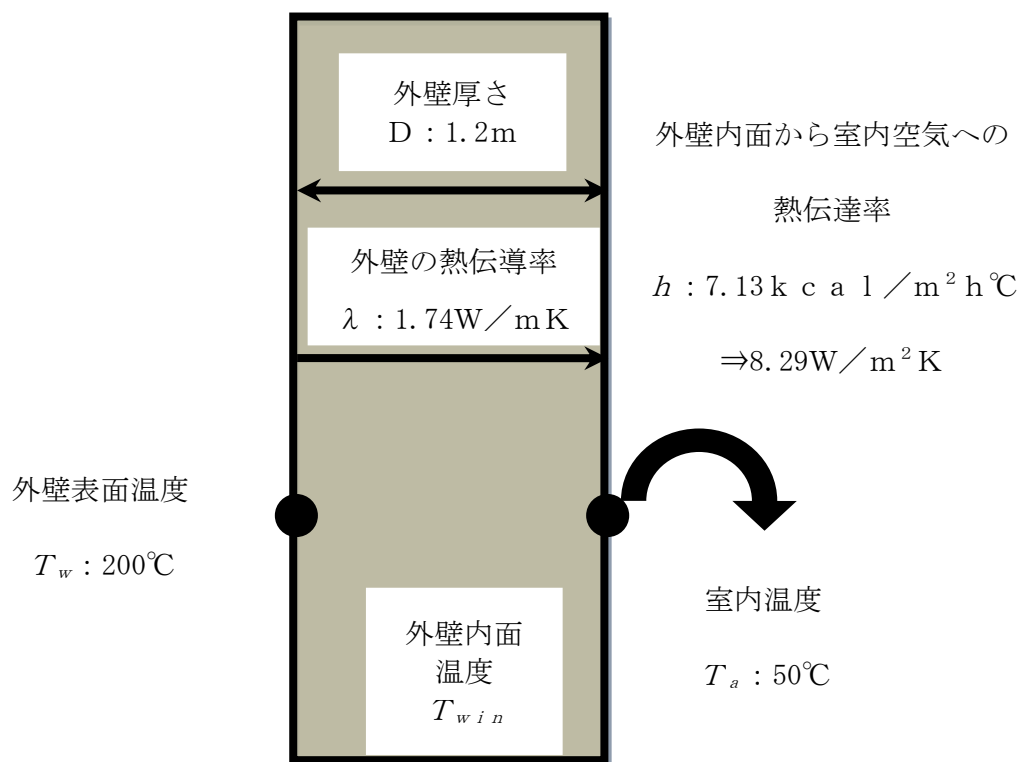 外壁厚さ
D:1.2m
外壁の熱伝導率
λ:1.74W/mK
外壁内面から室内空気への
熱伝達率
h:7.13kcal/m²h℃
⇒8.29W/m²K
外壁表面温度
Tw:200℃
外壁内面
温度
Twin
室内温度
Ta:50℃